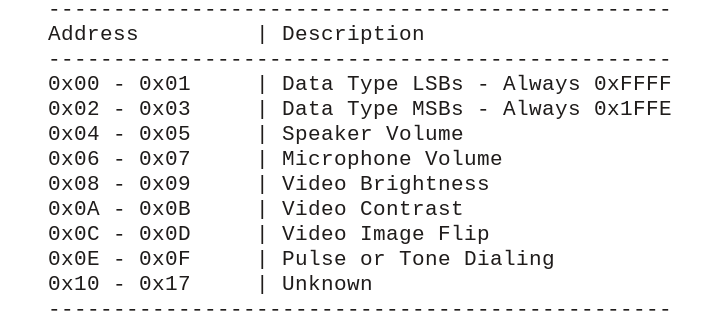 ------------------------------------------------
Address         | Description
------------------------------------------------
0x00 - 0x01     | Data Type LSBs - Always 0xFFFF
0x02 - 0x03     | Data Type MSBs - Always 0x1FFE
0x04 - 0x05     | Speaker Volume
0x06 - 0x07     | Microphone Volume
0x08 - 0x09     | Video Brightness
0x0A - 0x0B     | Video Contrast
0x0C - 0x0D     | Video Image Flip
0x0E - 0x0F     | Pulse or Tone Dialing
0x10 - 0x17     | Unknown
------------------------------------------------